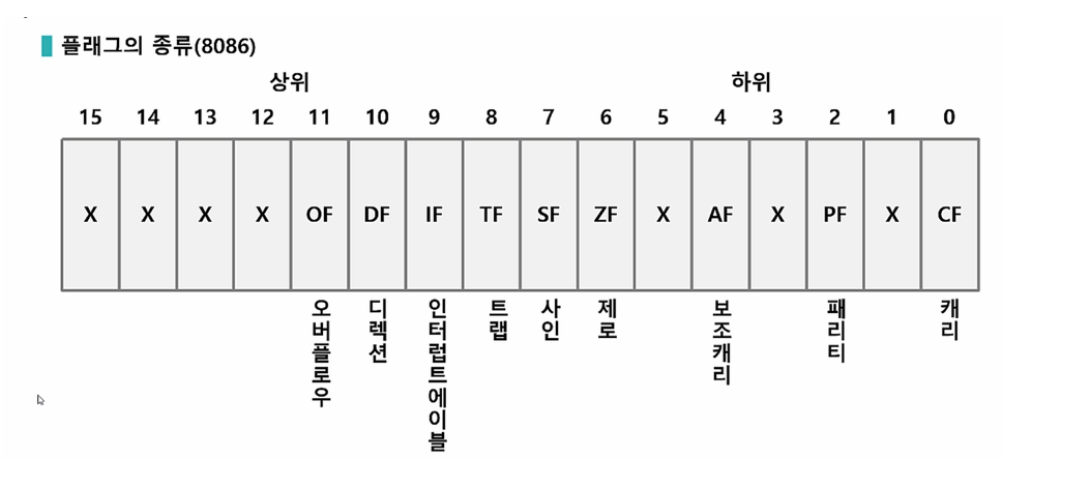 플래그의 종류(8086)
상위 하위
15 14 13 12 11 10 9 8 7 6 5 4 3 2 1 0
X X X X OF DF IF TF SF ZF X AF X PF X CF
오버플로우 디렉션 인터럽트에이블 트랩 사인 제로 보조캐리 패리티 캐리